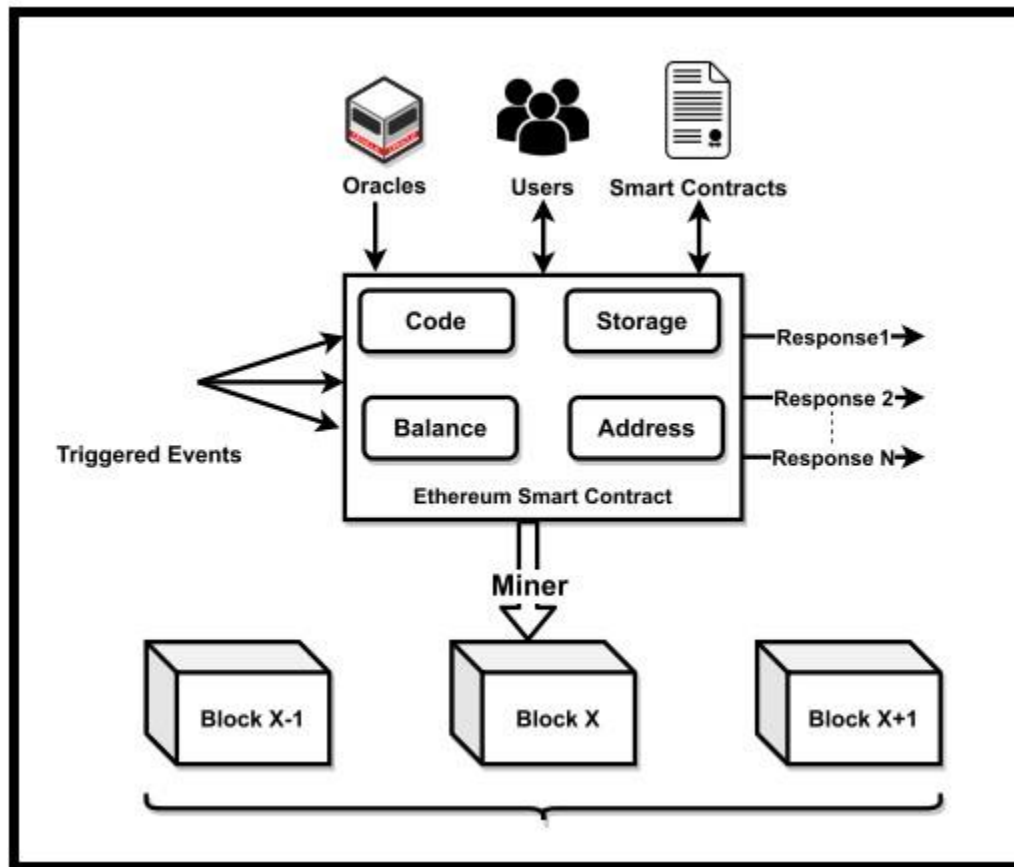 Oracles
Users
Smart Contracts
Code
Storage
Response1
Balance
Address
Response 2
Triggered Events
Response N
Ethereum Smart Contract
Miner
Block X-1
Block X
Block X+1